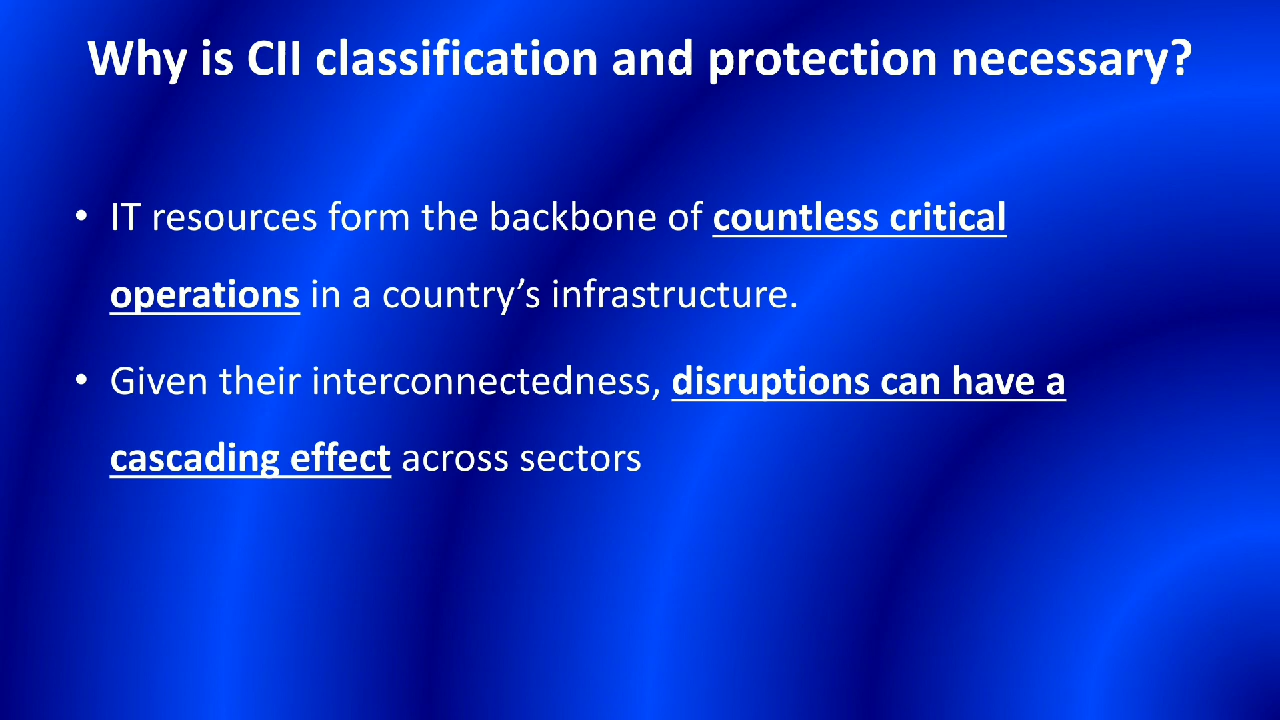 Why is CII classification and protection necessary?
• IT resources form the backbone of countless critical
operations in a country’s infrastructure.
• Given their interconnectedness, disruptions can have a
cascading effect across sectors